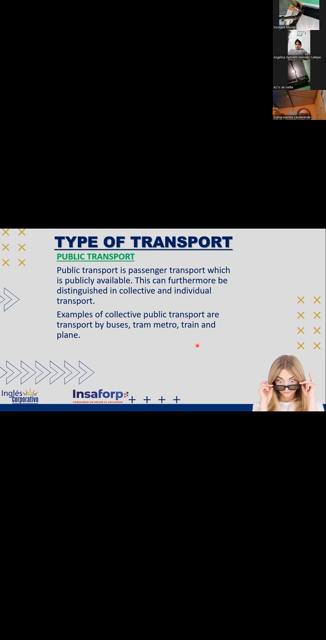 TYPE OF TRANSPORT
PUBLIC TRANSPORT
Public transport is passenger transport which
is publicly available. This can furthermore be
distinguished in collective and individual
transport.
Examples of collective public transport are
transport by buses, tram metro, train and
plane.
Inglés
Corporativo
Insaforp